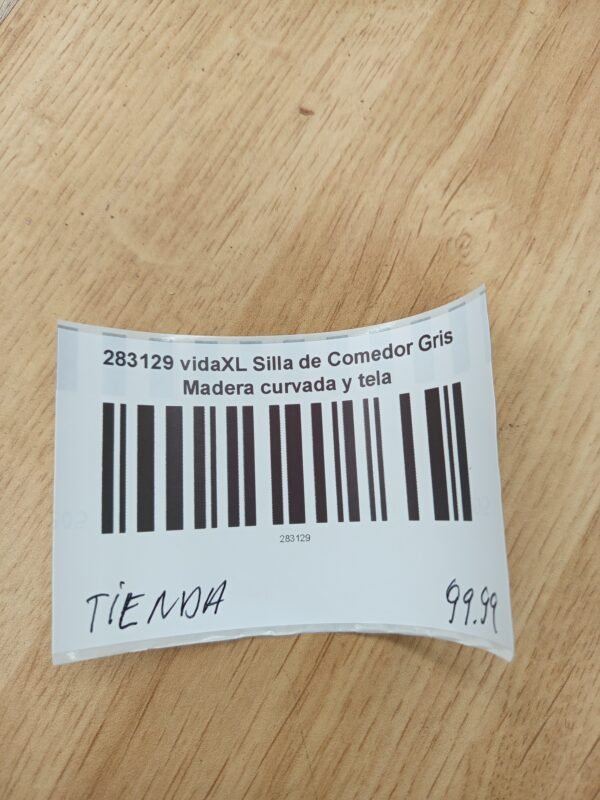 283129 vidaXL Silla de Comedor Gris
Madera curvada y tela
283129
TiENDA 99.99